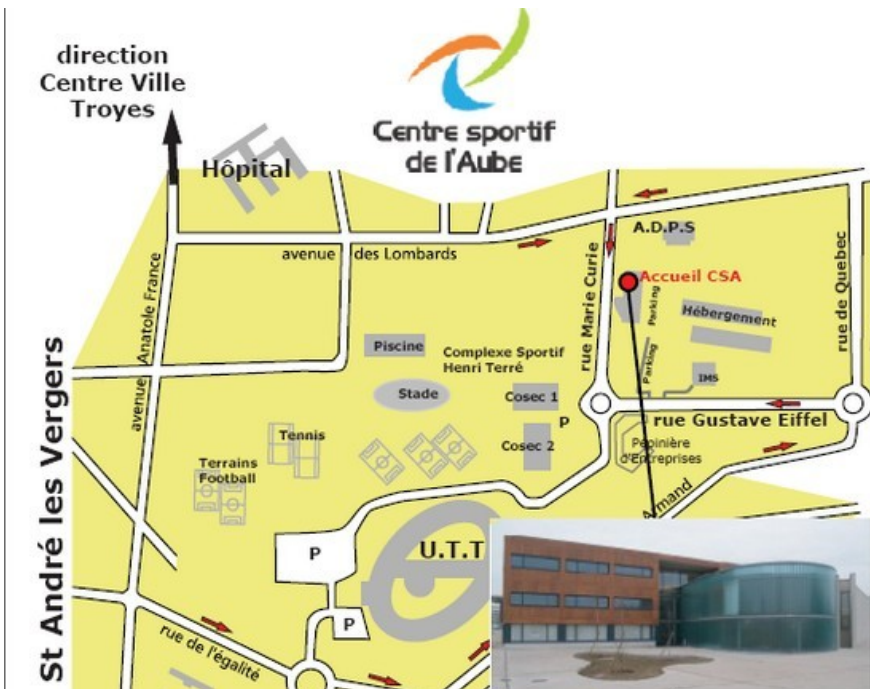 direction
Centre Ville
Troyes
Centre sportif
de l'Aube
Hôpital
A.D.P.S
avenue des Lombards
Accueil CSA
Parking
Hébergement
rue Marie Curie
rue de Quebec
avenue Anatole France
Piscine
Complexe Sportif
Henri Terré
Parking
IMS
Stade
Cosec 1
P
rue Gustave Eiffel
Tennis
Cosec 2
Pépinière
d'Entreprises
Terrains
Football
St André les Vergers
Armand
P
U.T.T
P
rue de l'égalité